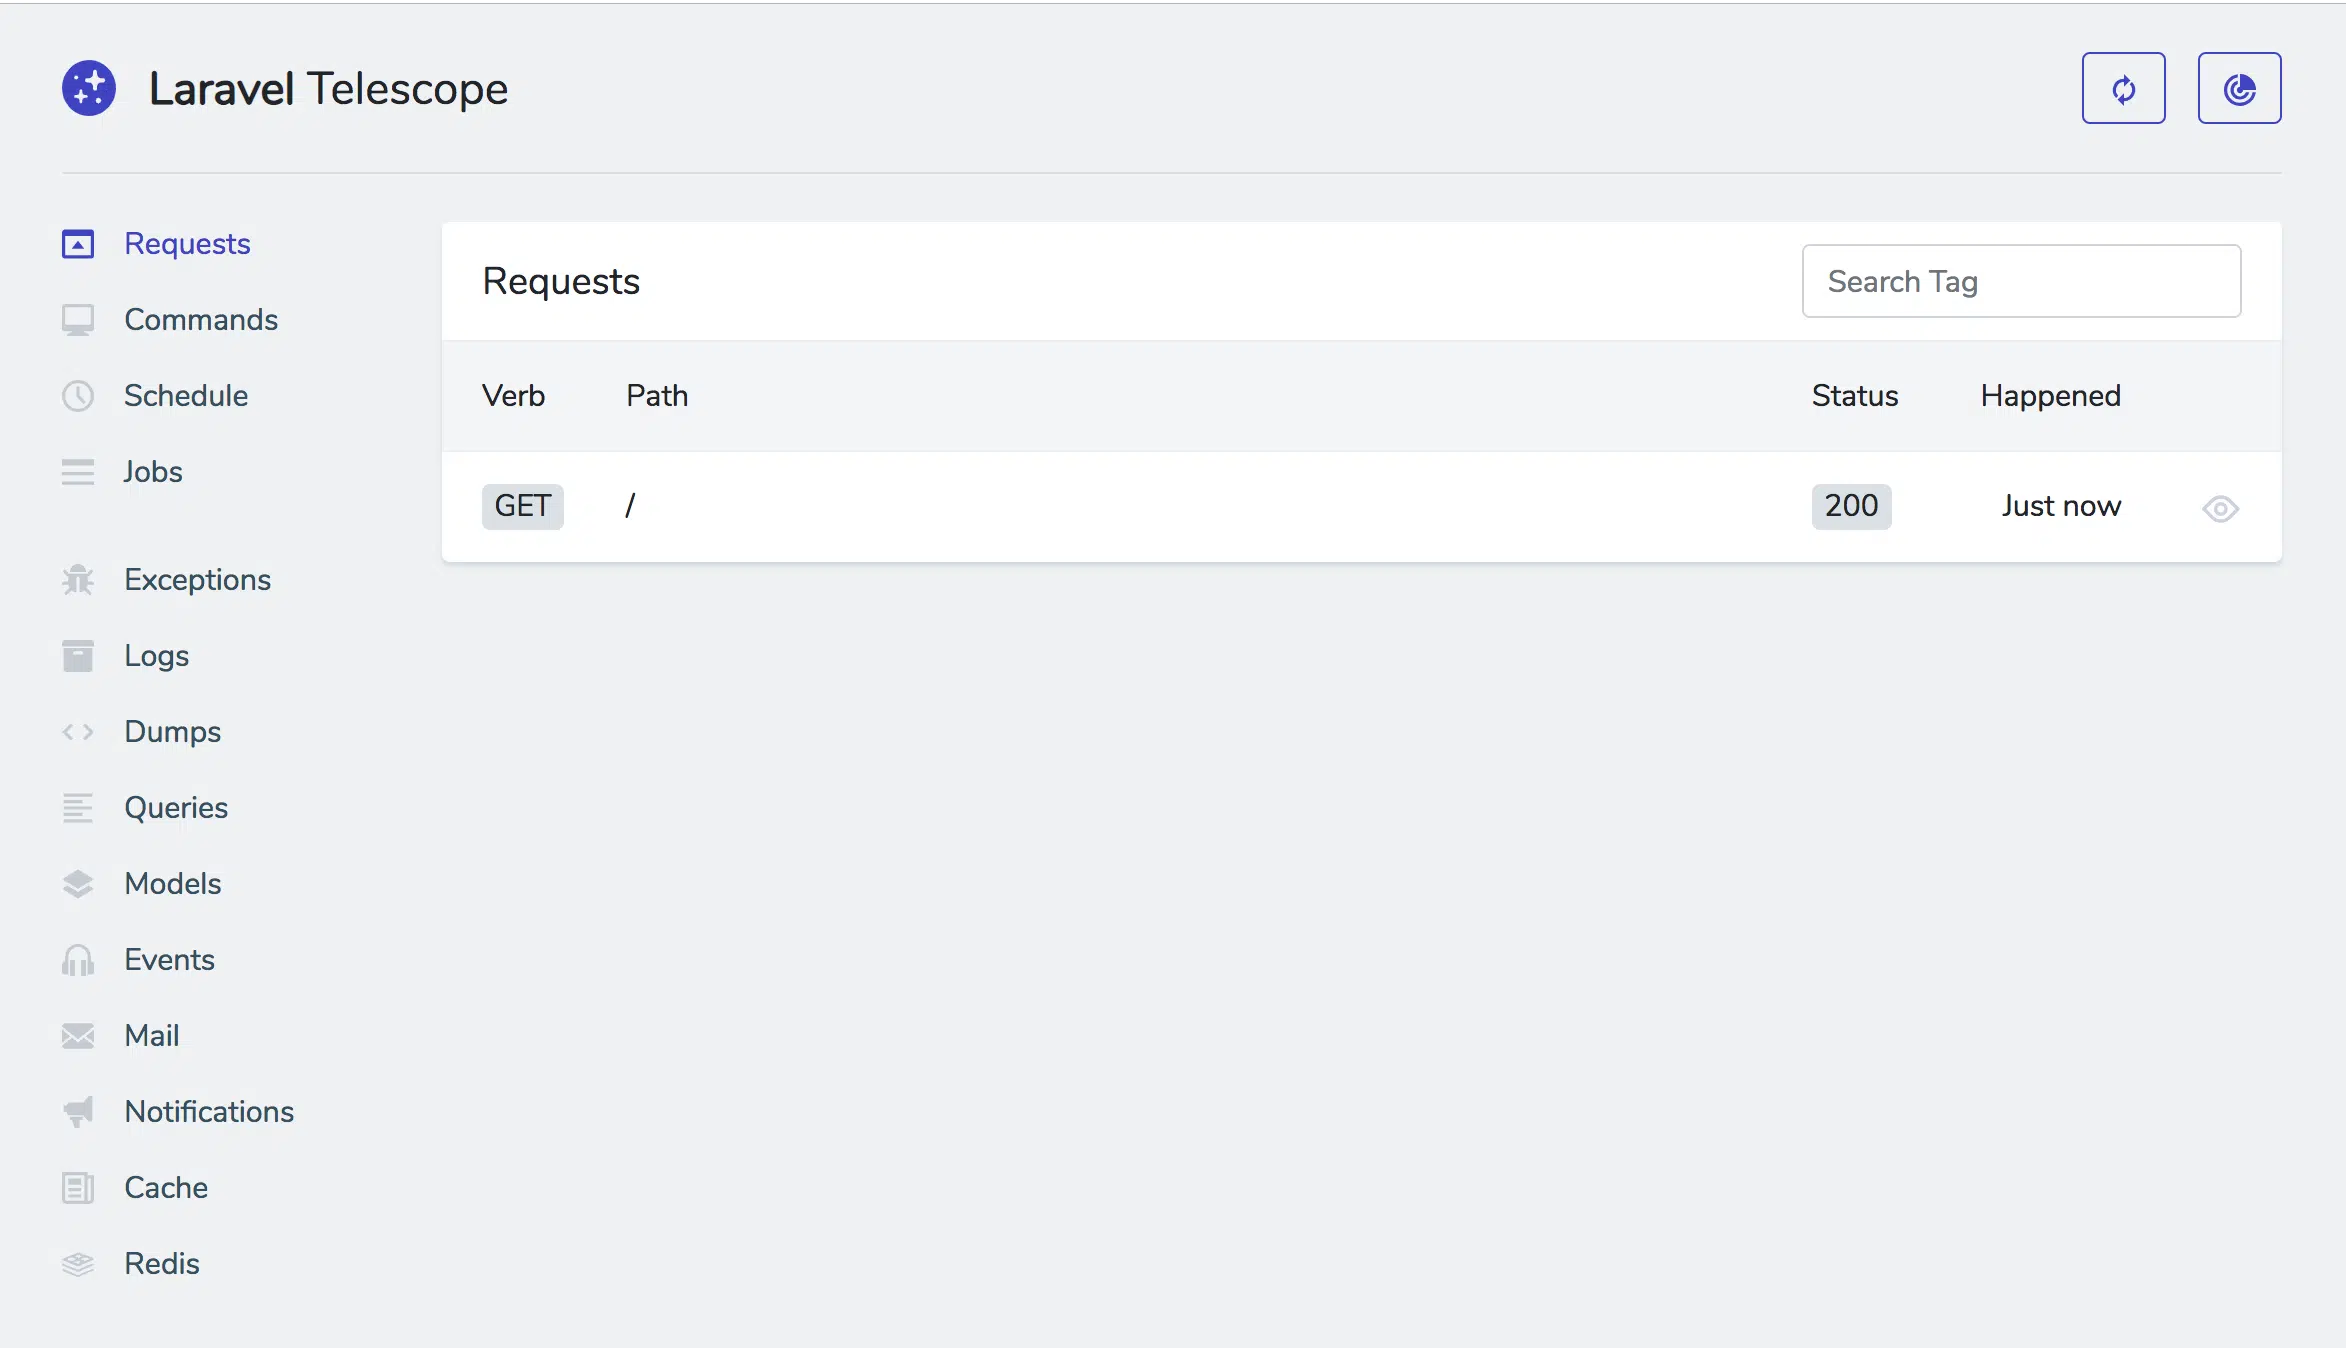 Laravel Telescope
Requests
Commands
Schedule
Jobs
Exceptions
Logs
Dumps
Queries
Models
Events
Mail
Notifications
Cache
Redis
Requests
Search Tag
Verb Path Status Happened
GET / 200 Just now